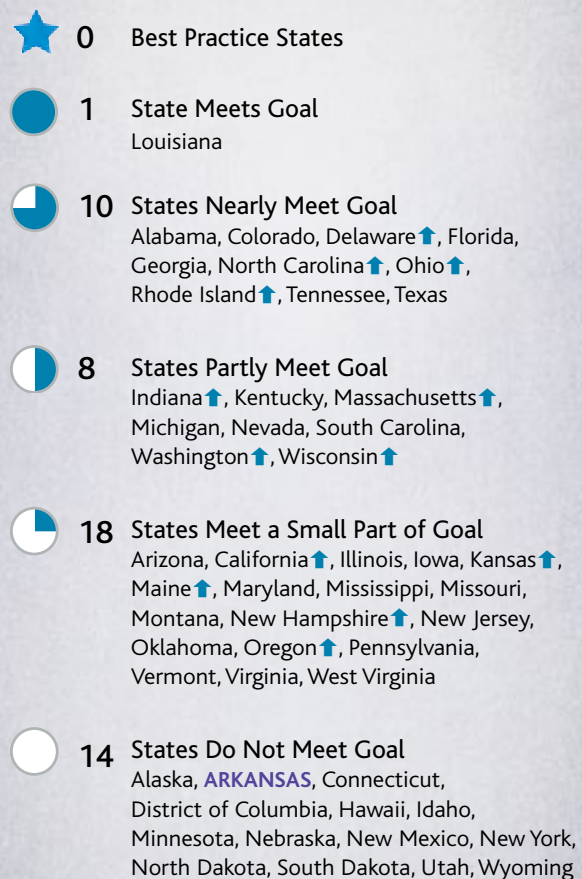 0 Best Practice States
1 State Meets Goal
Louisiana
10 States Nearly Meet Goal
Alabama, Colorado, Delaware⬆, Florida,
Georgia, North Carolina⬆, Ohio⬆,
Rhode Island⬆, Tennessee, Texas
8 States Partly Meet Goal
Indiana⬆, Kentucky, Massachusetts⬆,
Michigan, Nevada, South Carolina,
Washington⬆, Wisconsin⬆
18 States Meet a Small Part of Goal
Arizona, California⬆, Illinois, Iowa, Kansas⬆,
Maine⬆, Maryland, Mississippi, Missouri,
Montana, New Hampshire⬆, New Jersey,
Oklahoma, Oregon⬆, Pennsylvania,
Vermont, Virginia, West Virginia
14 States Do Not Meet Goal
Alaska, ARKANSAS, Connecticut,
District of Columbia, Hawaii, Idaho,
Minnesota, Nebraska, New Mexico, New York,
North Dakota, South Dakota, Utah, Wyoming